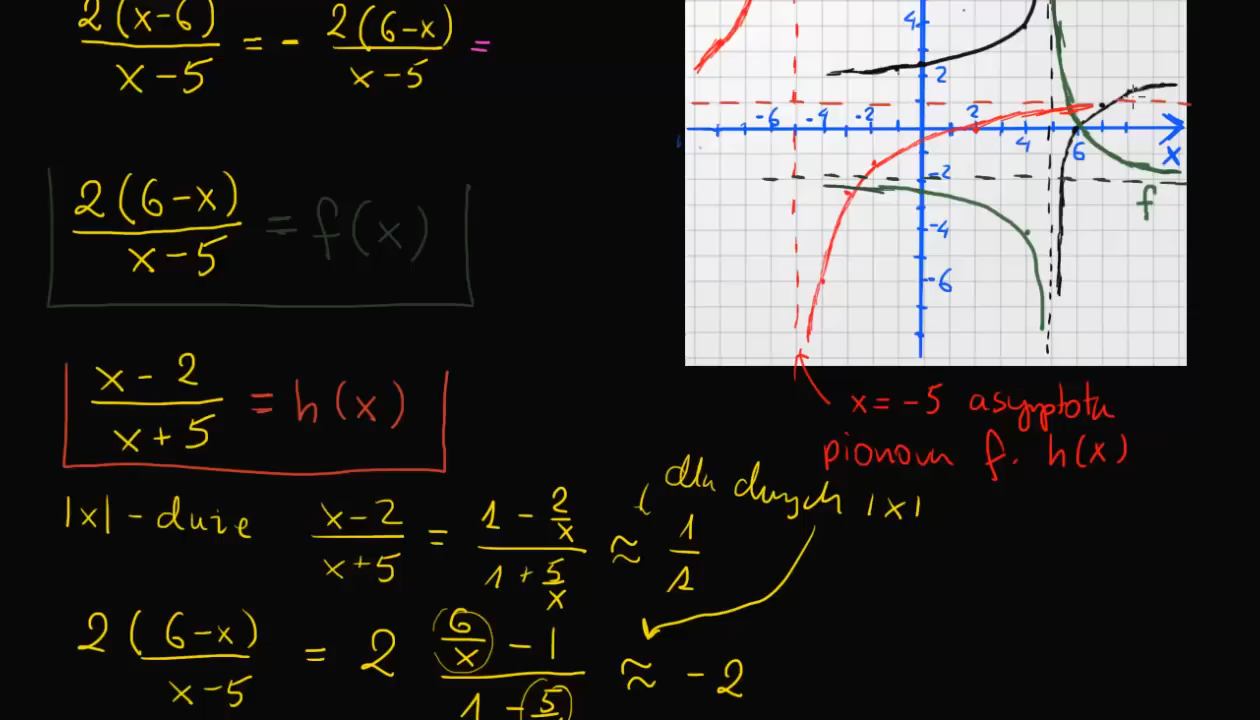 2(x-6)/x-5 = - 2(6-x)/x-5 =
2(6-x)/x-5 = f(x)
x-2/x+5 = h(x)
4
2
-6 -4 -2 2 4 6 x
-2
f
-4
-6
x = -5 asymptota
pionowa f. h(x)
dla dużych |x|
|x| - duże x-2/x+5 = 1 - 2/x / 1 + 5/x ≈ 1/1
2(6-x)/x-5 = 2 6/x - 1 / 1 - 5 ≈ -2